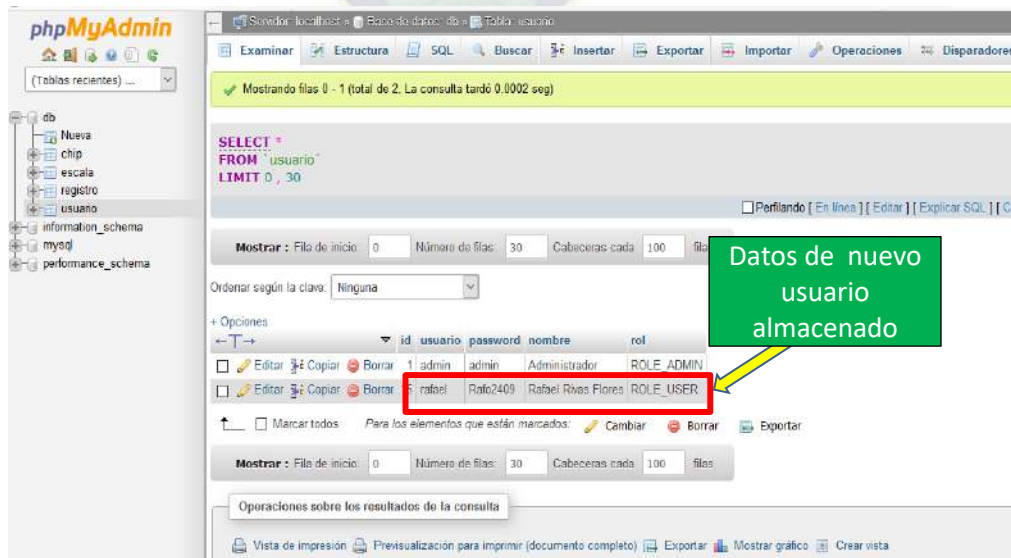 phpMyAdmin
(Tablas recientes) ...
db
Nueva
chip
escala
registro
usuario
information_schema
mysql
performance_schema
Servidor: localhost » Base de datos: db » Tabla: usuario
Examinar Estructura SQL Buscar Insertar Exportar Importar Operaciones Disparadores
Mostrando filas 0 - 1 (total de 2, La consulta tardó 0.0002 seg)
SELECT *
FROM `usuario`
LIMIT 0 , 30
Perfilando [ En línea ] [ Editar ] [ Explicar SQL ] [
Mostrar : Fila de inicio: 0 Número de filas: 30 Cabeceras cada 100 filas
Datos de nuevo
usuario
almacenado
Ordenar según la clave: Ninguna
+ Opciones
←T→ id usuario password nombre rol
Editar Copiar Borrar 1 admin admin Administrador ROLE_ADMIN
Editar Copiar Borrar rafael Rafo2409 Rafael Rivas Flores ROLE_USER
Marcar todos Para los elementos que están marcados: Cambiar Borrar Exportar
Mostrar : Fila de inicio: 0 Número de filas: 30 Cabeceras cada 100 filas
Operaciones sobre los resultados de la consulta
Vista de impresión Previsualización para imprimir (documento completo) Exportar Mostrar gráfico Crear vista